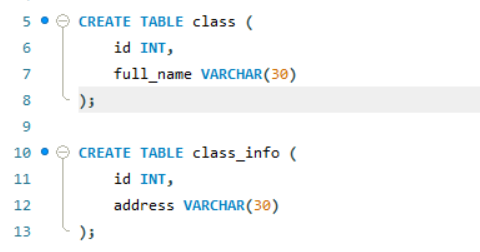 5 CREATE TABLE class (
6 id INT,
7 full_name VARCHAR(30)
8 );
9
10 CREATE TABLE class_info (
11 id INT,
12 address VARCHAR(30)
13 );